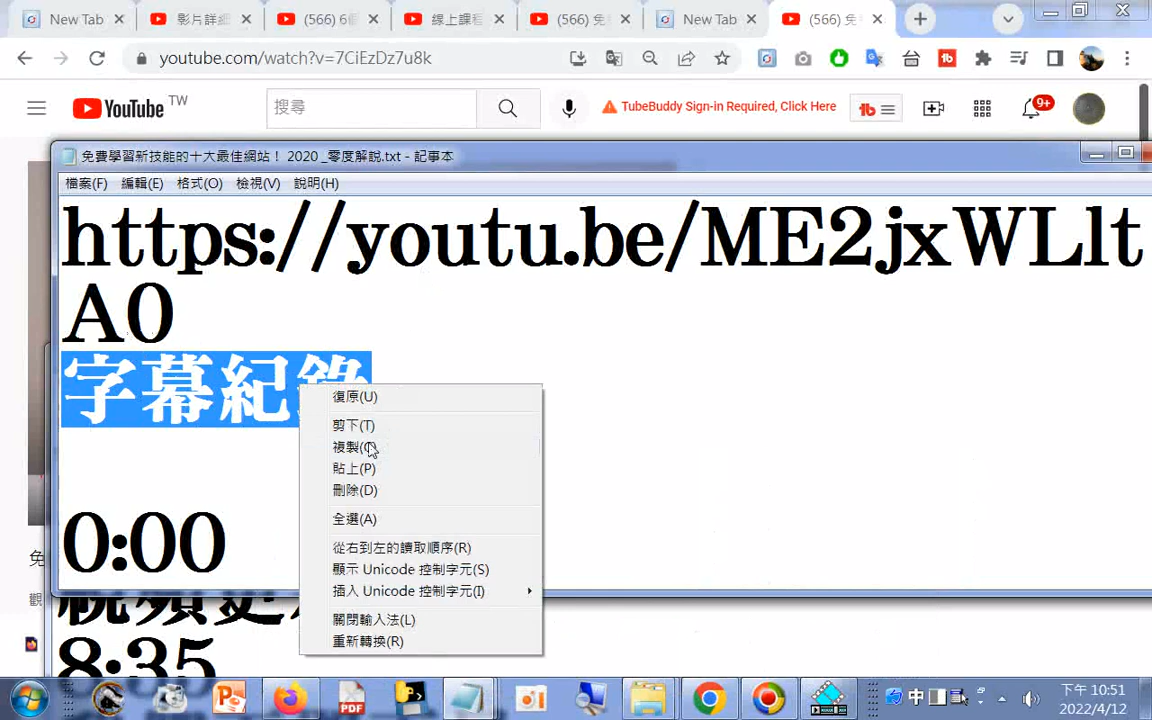 New Tab
影片詳細
(566) 6個
線上課程
(566) 免
New Tab
(566) 免
youtube.com/watch?v=7CiEzDz7u8k
YouTube TW
搜尋
TubeBuddy Sign-in Required, Click Here
9+
免費學習新技能的十大最佳網站！ 2020 _零度解說.txt - 記事本
檔案(F) 編輯(E) 格式(O) 檢視(V) 說明(H)
https://youtu.be/ME2jxWLlt
A0
字幕紀錄
復原(U)
剪下(T)
複製(C)
貼上(P)
刪除(D)
全選(A)
從右到左的讀取順序(R)
顯示 Unicode 控制字元(S)
插入 Unicode 控制字元(I)
關閉輸入法(L)
重新轉換(R)
0:00
免
觀
8:35
PDF
中
下午 10:51
2022/4/12